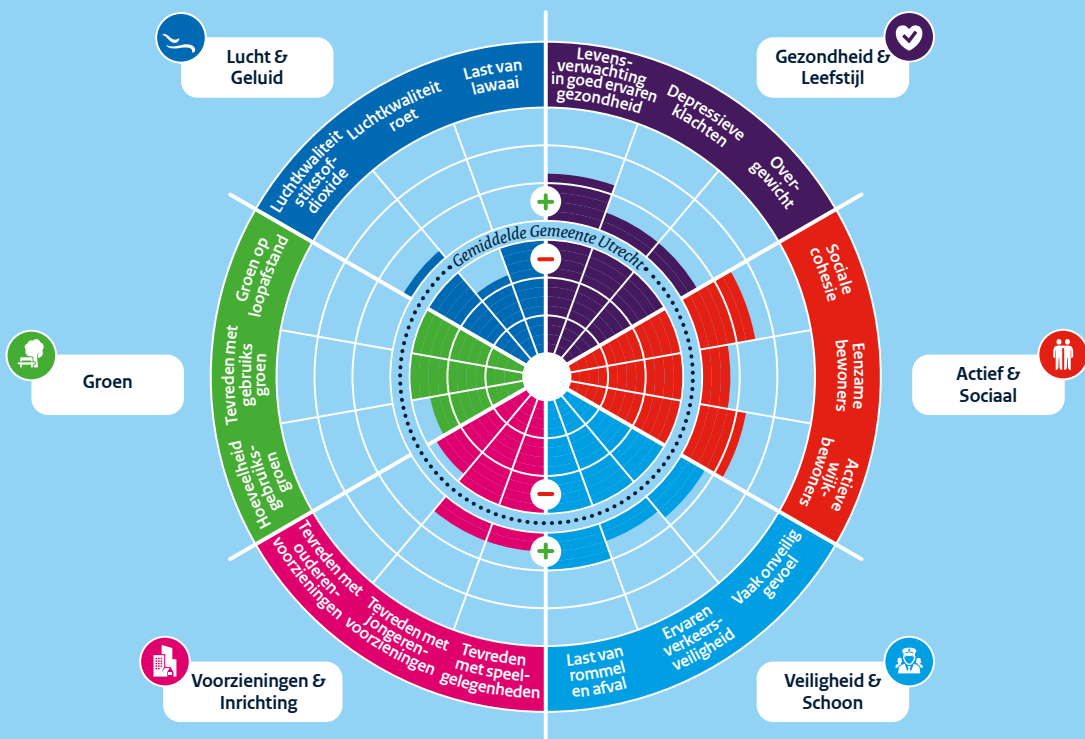 Lucht &
Geluid
Gezondheid &
Leefstijl
Actief &
Sociaal
Veiligheid &
Schoon
Voorzieningen &
Inrichting
Groen
Levens-
verwachting
in goed ervaren
gezondheid
Depressieve
klachten
Over-
gewicht
Sociale
cohesie
Eenzame
bewoners
Actieve
wijk-
bewoners
Vaak onveilig
gevoel
Ervaren
verkeers-
veiligheid
Last van
rommel
en afval
Tevreden
met speel-
gelegenheden
Tevreden met
jongeren-
voorzieningen
Tevreden met
ouderen-
voorzieningen
Hoeveelheid
gebruiks-
groen
Tevreden met
gebruiks
groen
Groen op
loopafstand
Luchtkwaliteit
stikstof-
dioxide
Luchtkwaliteit
roet
Last van
lawaai
+
Gemiddelde Gemeente Utrecht
−
−
+